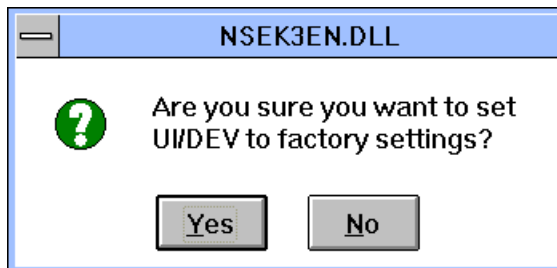 NSEK3EN.DLL
Are you sure you want to set
UI/DEV to factory settings?
Yes No